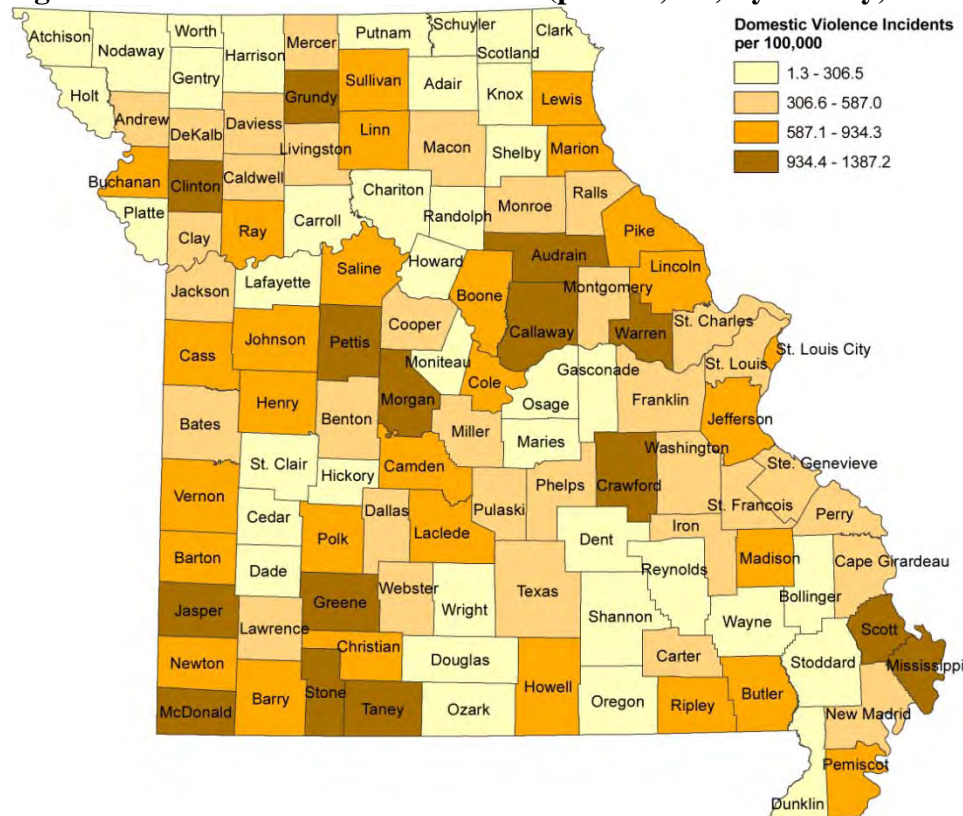 Domestic Violence Incidents
per 100,000
1.3 - 306.5
306.6 - 587.0
587.1 - 934.3
934.4 - 1387.2
Atchison
Nodaway
Worth
Harrison
Mercer
Putnam
Schuyler
Scotland
Clark
Gentry
Sullivan
Adair
Knox
Lewis
Holt
Grundy
Andrew
DeKalb
Daviess
Livingston
Linn
Macon
Shelby
Marion
Buchanan
Clinton
Caldwell
Chariton
Randolph
Monroe
Ralls
Platte
Clay
Ray
Carroll
Pike
Howard
Audrain
Jackson
Lafayette
Saline
Boone
Montgomery
Lincoln
Cooper
Callaway
Warren
St. Charles
Cass
Johnson
Pettis
Moniteau
St. Louis City
St. Louis
Cole
Gasconade
Morgan
Osage
Franklin
Jefferson
Henry
Benton
Miller
Bates
Maries
Washington
St. Clair
Hickory
Camden
Ste. Genevieve
Phelps
Crawford
Vernon
Pulaski
St. Francois
Cedar
Dallas
Laclede
Perry
Polk
Iron
Dent
Barton
Madison
Cape Girardeau
Dade
Reynolds
Bollinger
Jasper
Greene
Webster
Texas
Wright
Shannon
Wayne
Lawrence
Scott
Christian
Carter
Stoddard
Mississippi
Newton
Douglas
Howell
Butler
Barry
Stone
Taney
Ozark
Oregon
Ripley
McDonald
New Madrid
Pemiscot
Dunklin